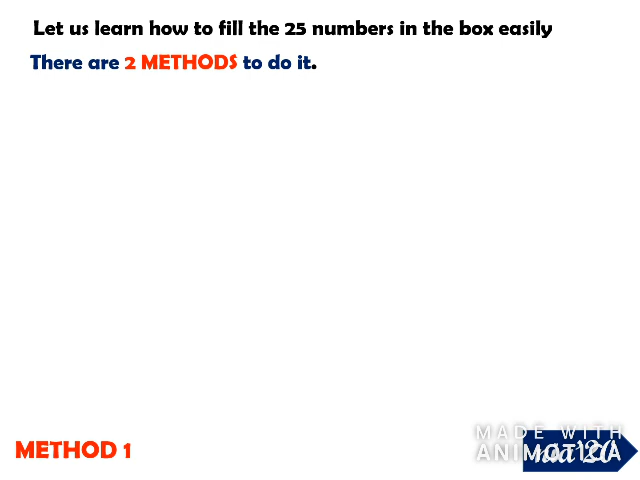 Let us learn how to fill the 25 numbers in the box easily
There are 2 METHODS to do it.
METHOD 1
MADE WITH
ANIMOTICA